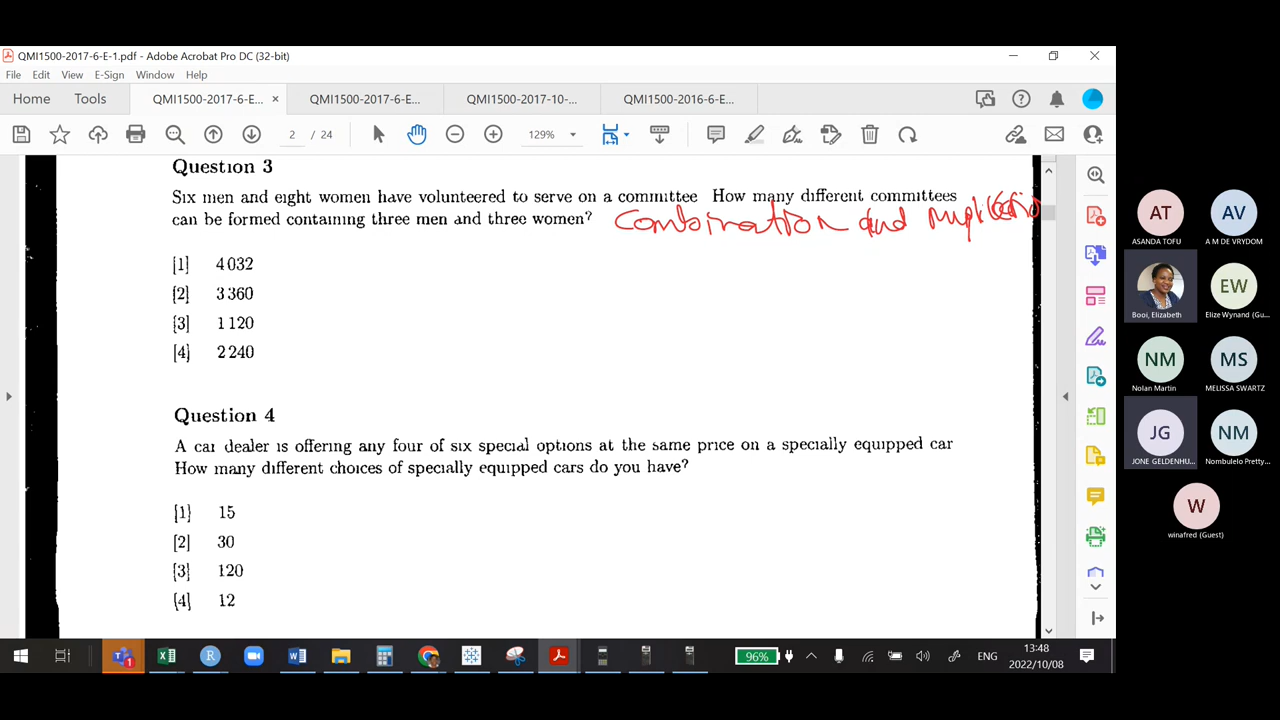 QMI1500-2017-6-E-1.pdf - Adobe Acrobat Pro DC (32-bit)
File Edit View E-Sign Window Help
Home Tools QMI1500-2017-6-E... × QMI1500-2017-6-E... QMI1500-2017-10-... QMI1500-2016-6-E...
2 / 24 129%
Question 3
Six men and eight women have volunteered to serve on a committee How many different committees
can be formed containing three men and three women?
Combination and
[1] 4 032
[2] 3 360
[3] 1 120
[4] 2 240
Question 4
A car dealer is offering any four of six special options at the same price on a specially equipped car
How many different choices of specially equipped cars do you have?
[1] 15
[2] 30
[3] 120
[4] 12
AT
ASANDA TOFU
AV
A M DE VRYDOM
Booi, Elizabeth
EW
Elize Wynand (Gu...
NM
Nolan Martin
MS
MELISSA SWARTZ
JG
JONE GELDENHU...
NM
Nombulelo Pretty...
W
winafred (Guest)
96% ENG 13:48
2022/10/08